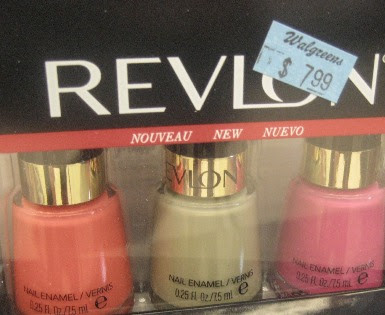 Walgreens
$ 7.99
REVLON
NOUVEAU NEW NUEVO
REVLON
NAIL ENAMEL / VERNIS
0.25 Fl. Oz / 7.5 ml e
NAIL ENAMEL / VERNIS
0.25 Fl. Oz / 7.5 ml e
NAIL ENAMEL / VERNIS
0.25 Fl. Oz / 7.5 ml e